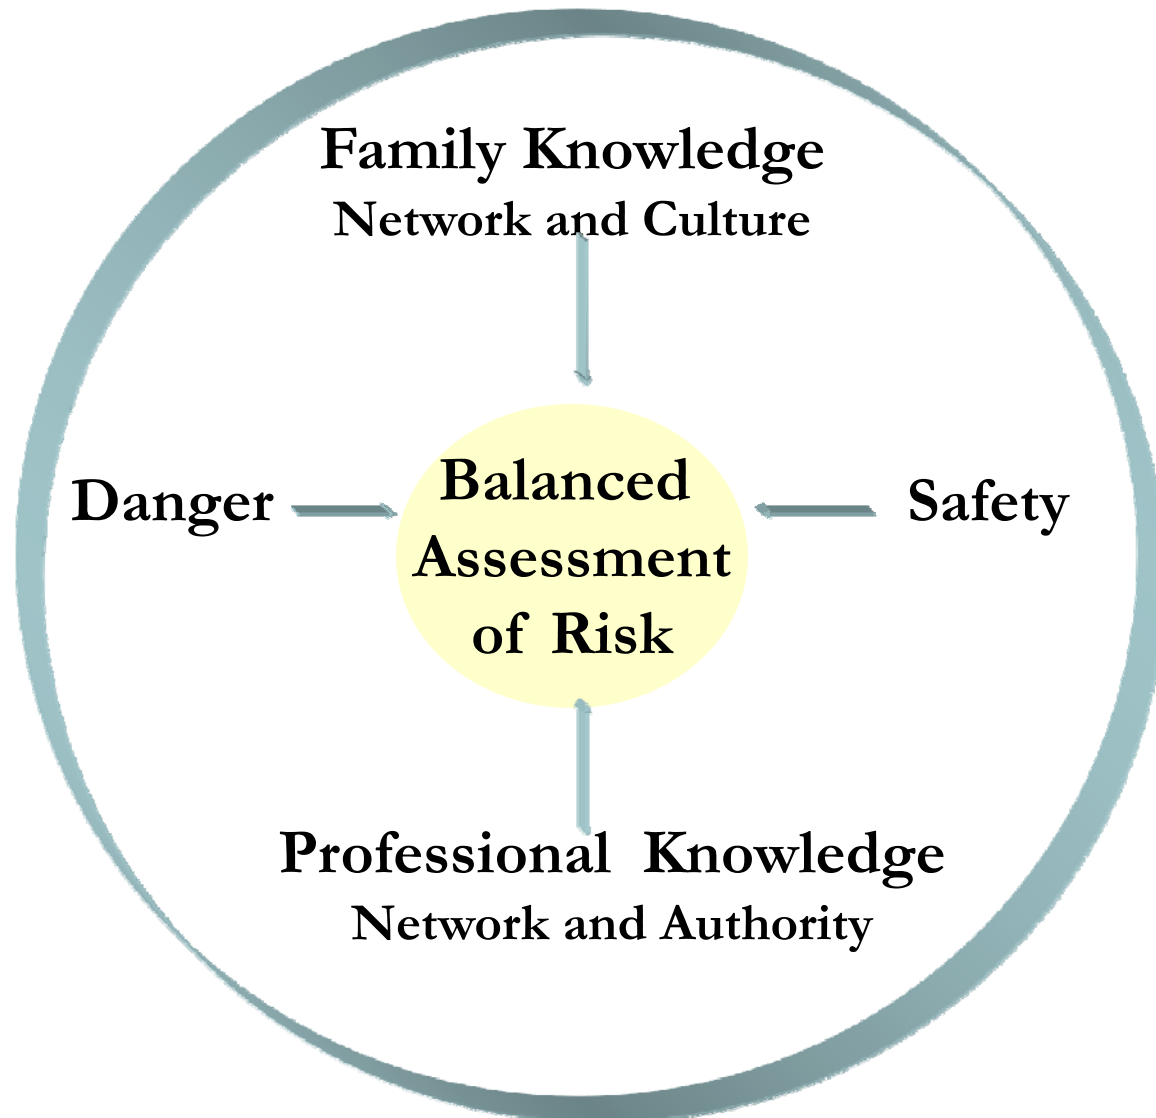 Family Knowledge
Network and Culture
Danger
Balanced
Assessment
of Risk
Safety
Professional Knowledge
Network and Authority